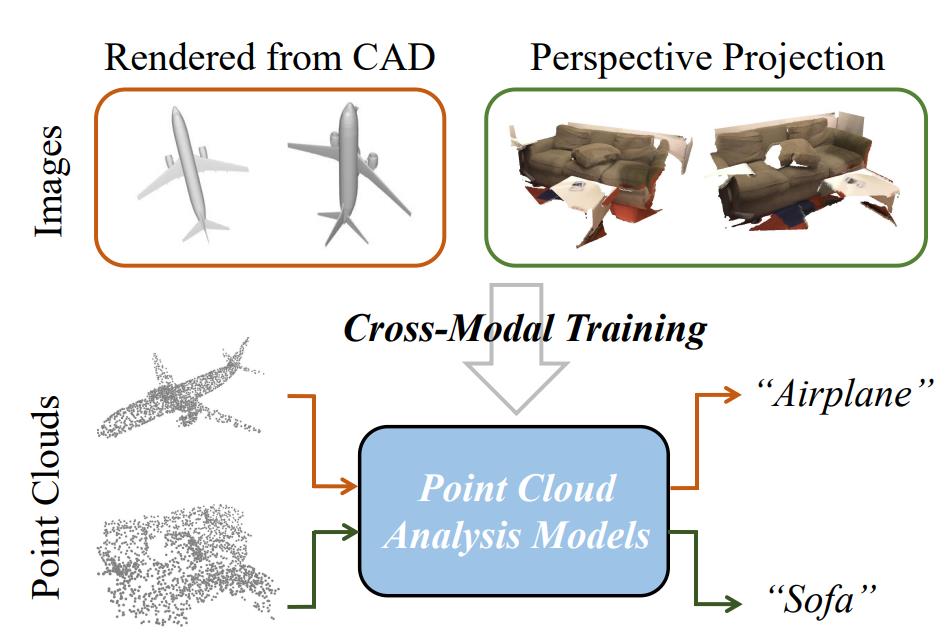 Rendered from CAD
Perspective Projection
Images
Cross-Modal Training
Point Clouds
“Airplane”
Point Cloud
Analysis Models
“Sofa”